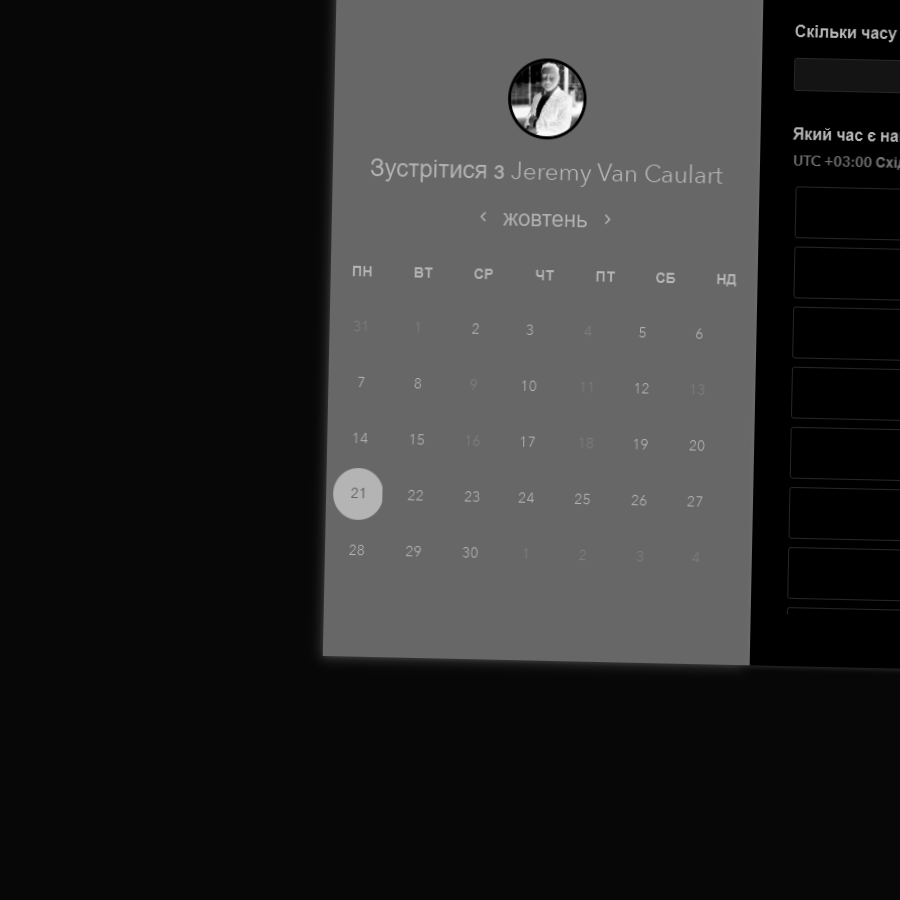 Зустрітися з Jeremy Van Caulart
жовтень
ПН ВТ СР ЧТ ПТ СБ НД
31 1 2 3 4 5 6
7 8 9 10 11 12 13
14 15 16 17 18 19 20
21 22 23 24 25 26 27
28 29 30 1 2 3 4
Скільки часу
Який час є
UTC +03:00